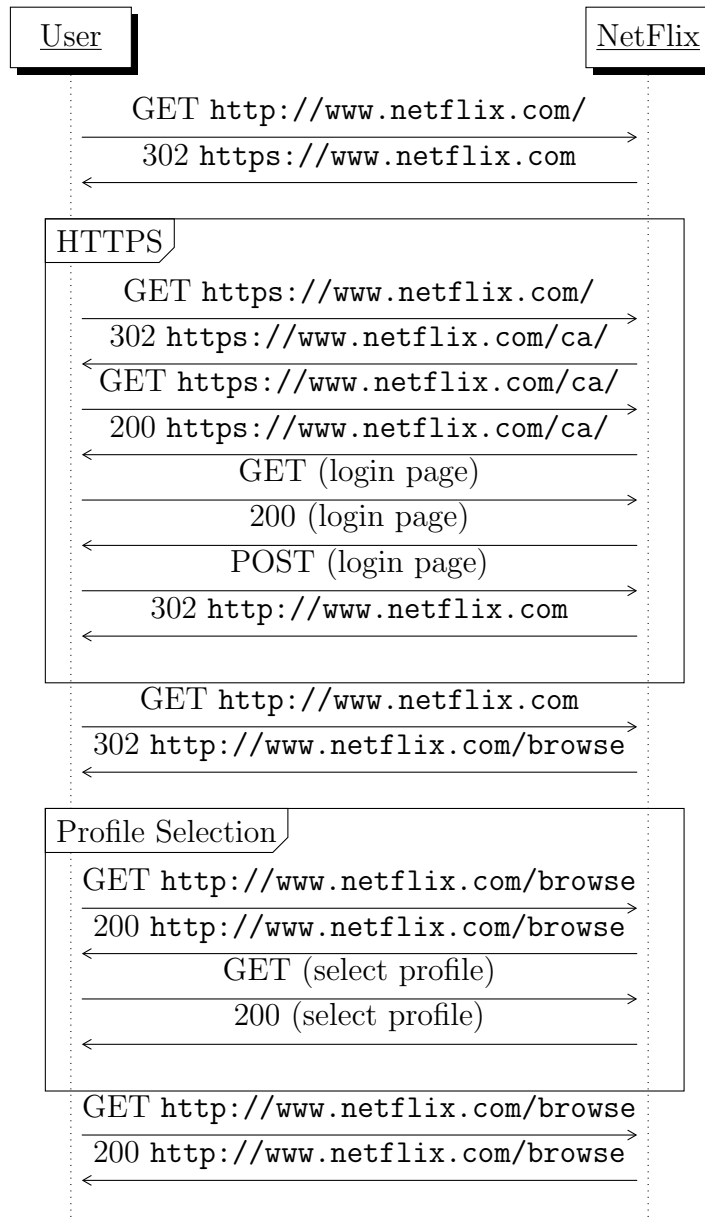 User
NetFlix
GET http://www.netflix.com/
302 https://www.netflix.com
HTTPS
GET https://www.netflix.com/
302 https://www.netflix.com/ca/
GET https://www.netflix.com/ca/
200 https://www.netflix.com/ca/
GET (login page)
200 (login page)
POST (login page)
302 http://www.netflix.com
GET http://www.netflix.com
302 http://www.netflix.com/browse
Profile Selection
GET http://www.netflix.com/browse
200 http://www.netflix.com/browse
GET (select profile)
200 (select profile)
GET http://www.netflix.com/browse
200 http://www.netflix.com/browse